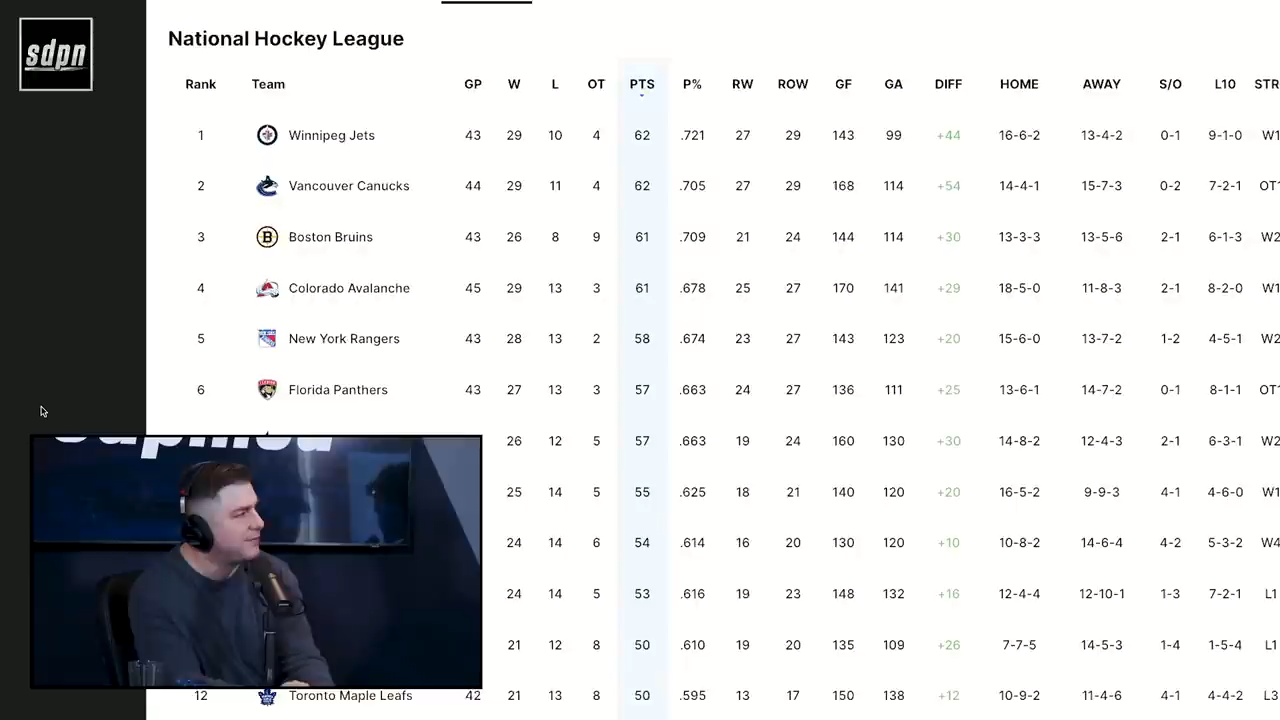 sdpn
National Hockey League
Rank Team GP W L OT PTS P% RW ROW GF GA DIFF HOME AWAY S/O L10 STR
1 Winnipeg Jets 43 29 10 4 62 .721 27 29 143 99 +44 16-6-2 13-4-2 0-1 9-1-0 W1
2 Vancouver Canucks 44 29 11 4 62 .705 27 29 168 114 +54 14-4-1 15-7-3 0-2 7-2-1 OT1
B
3 Boston Bruins 43 26 8 9 61 .709 21 24 144 114 +30 13-3-3 13-5-6 2-1 6-1-3 W2
4 Colorado Avalanche 45 29 13 3 61 .678 25 27 170 141 +29 18-5-0 11-8-3 2-1 8-2-0 W1
5 New York Rangers 43 28 13 2 58 .674 23 27 143 123 +20 15-6-0 13-7-2 1-2 4-5-1 W2
6 Florida Panthers 43 27 13 3 57 .663 24 27 136 111 +25 13-6-1 14-7-2 0-1 8-1-1 OT1
26 12 5 57 .663 19 24 160 130 +30 14-8-2 12-4-3 2-1 6-3-1 W2
25 14 5 55 .625 18 21 140 120 +20 16-5-2 9-9-3 4-1 4-6-0 W1
24 14 6 54 .614 16 20 130 120 +10 10-8-2 14-6-4 4-2 5-3-2 W4
24 14 5 53 .616 19 23 148 132 +16 12-4-4 12-10-1 1-3 7-2-1 L1
21 12 8 50 .610 19 20 135 109 +26 7-7-5 14-5-3 1-4 1-5-4 L1
12 Toronto Maple Leafs 42 21 13 8 50 .595 13 17 150 138 +12 10-9-2 11-4-6 4-1 4-4-2 L3